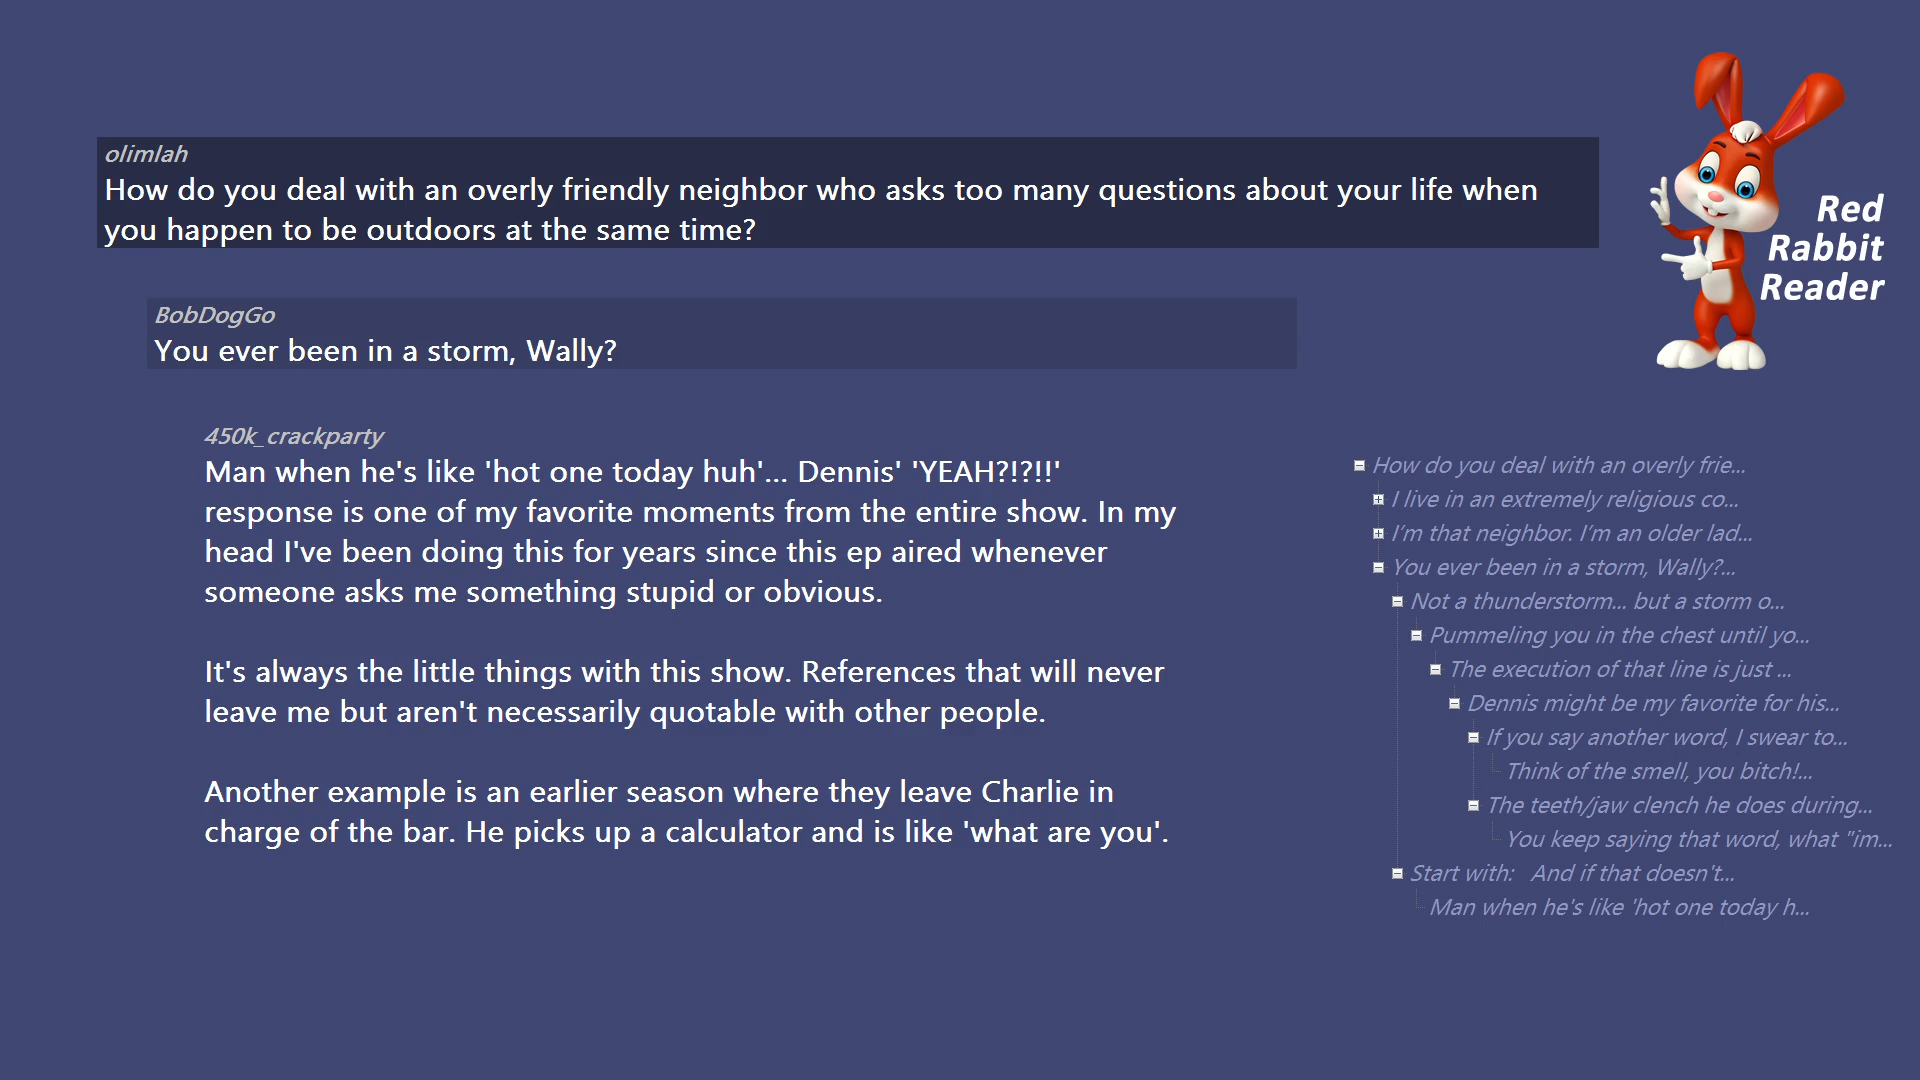 olimlah
How do you deal with an overly friendly neighbor who asks too many questions about your life when
you happen to be outdoors at the same time?
BobDogGo
You ever been in a storm, Wally?
450k_crackparty
Man when he's like 'hot one today huh'... Dennis' 'YEAH?!?!!'
response is one of my favorite moments from the entire show. In my
head I've been doing this for years since this ep aired whenever
someone asks me something stupid or obvious.
It's always the little things with this show. References that will never
leave me but aren't necessarily quotable with other people.
Another example is an earlier season where they leave Charlie in
charge of the bar. He picks up a calculator and is like 'what are you'.
Red
Rabbit
Reader
How do you deal with an overly frie...
I live in an extremely religious co...
I’m that neighbor. I’m an older lad...
You ever been in a storm, Wally?...
Not a thunderstorm... but a storm o...
Pummeling you in the chest until yo...
The execution of that line is just ...
Dennis might be my favorite for his...
If you say another word, I swear to...
Think of the smell, you bitch!...
The teeth/jaw clench he does during...
You keep saying that word, what "im...
Start with:   And if that doesn't...
Man when he's like 'hot one today h...